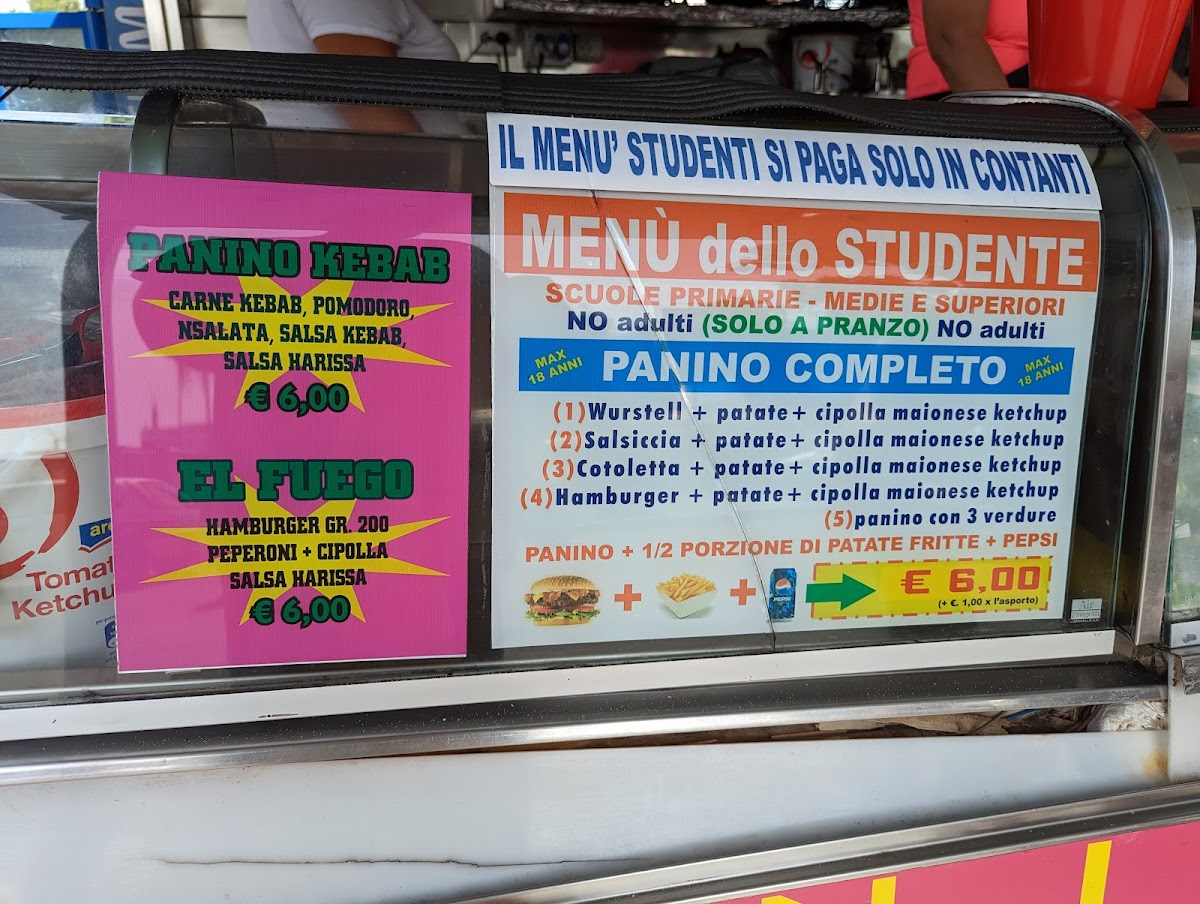 PANINO KEBAB
CARNE KEBAB, POMODORO,
NSALATA, SALSA KEBAB,
SALSA HARISSA
€ 6,00
EL FUEGO
HAMBURGER GR. 200
PEPERONI + CIPOLLA
SALSA HARISSA
€ 6,00
IL MENU' STUDENTI SI PAGA SOLO IN CONTANTI
MENÙ dello STUDENTE
SCUOLE PRIMARIE - MEDIE E SUPERIORI
NO adulti (SOLO A PRANZO) NO adulti
MAX
18 ANNI
PANINO COMPLETO
MAX
18 ANNI
(1)Wurstell + patate+ cipolla maionese ketchup
(2)Salsiccia + patate+ cipolla maionese ketchup
(3)Cotoletta + patate+ cipolla maionese ketchup
(4)Hamburger + patate+ cipolla maionese ketchup
(5)panino con 3 verdure
PANINO + 1/2 PORZIONE DI PATATE FRITTE + PEPSI
+ +
PEPSI
€ 6,00
(+ €. 1,00 x l'asporto)
Tomat
Ketchu